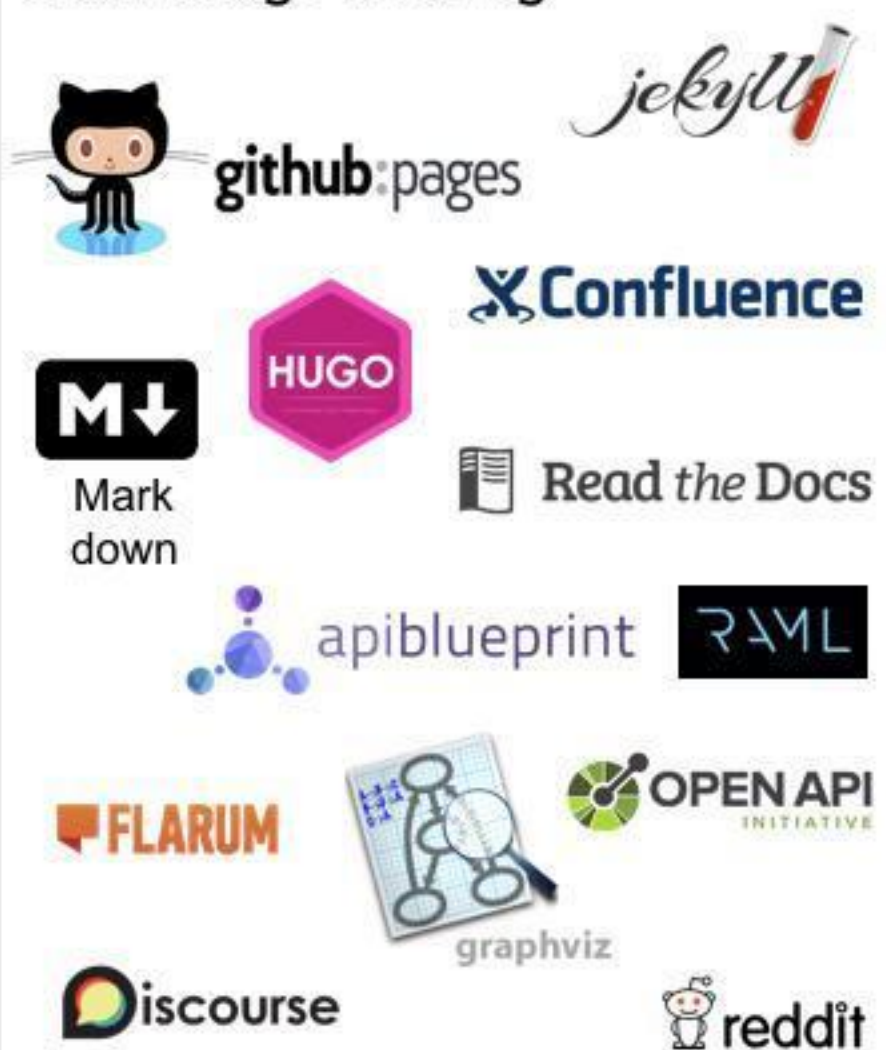 jekyll
github:pages
Confluence
HUGO
M
Mark
down
Read the Docs
apiblueprint
RAML
FLARUM
OPEN API
INITIATIVE
graphviz
Discourse
reddit